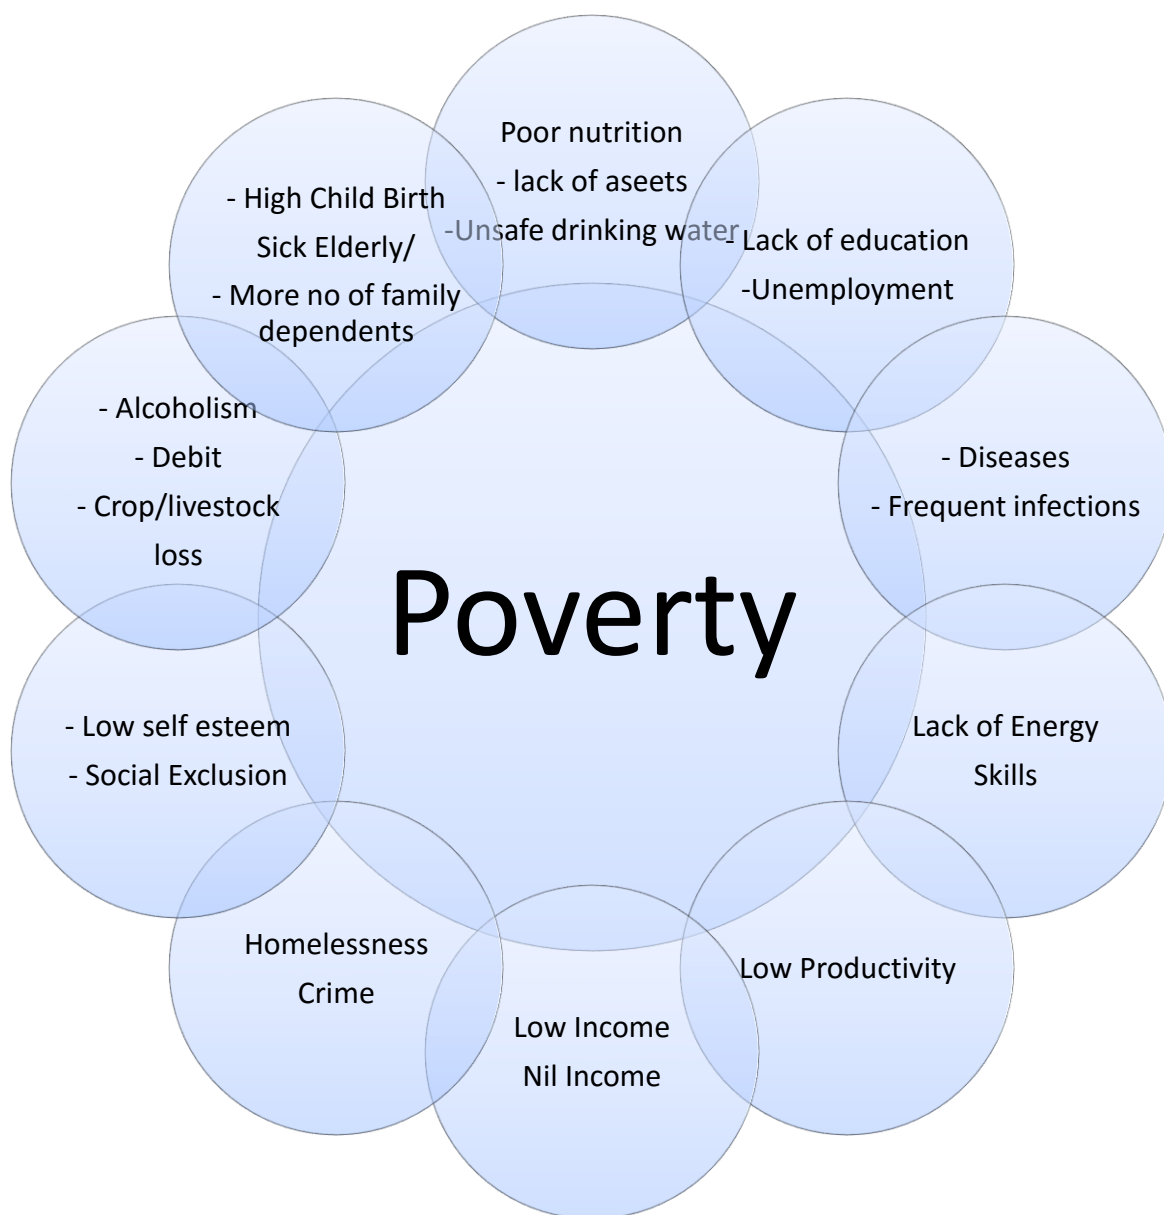 Poor nutrition
- lack of aseets
-Unsafe drinking water
- Lack of education
-Unemployment
- Diseases
- Frequent infections
Lack of Energy
Skills
Low Productivity
Low Income
Nil Income
Homelessness
Crime
- Low self esteem
- Social Exclusion
- Alcoholism
- Debit
- Crop/livestock
loss
- High Child Birth
Sick Elderly/
- More no of family
dependents
Poverty